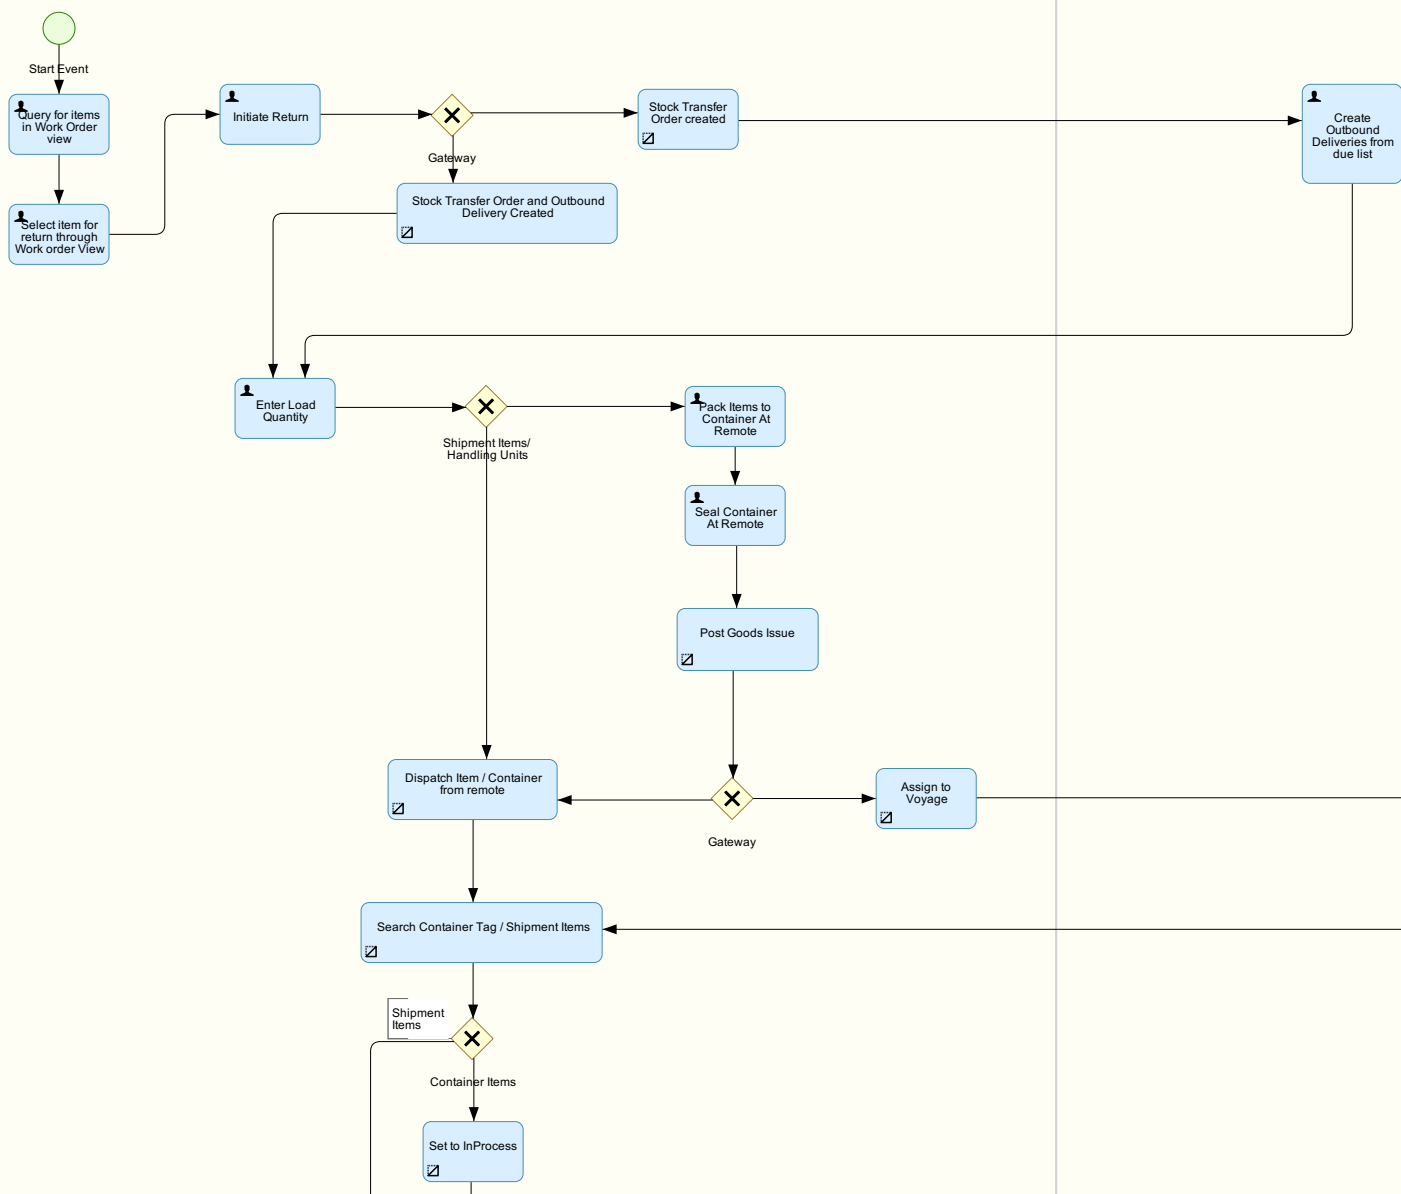 Start Event
Query for items
in Work Order
view
Select item for
return through
Work order View
Initiate Return
Gateway
Stock Transfer
Order created
Create
Outbound
Deliveries from
due list
Stock Transfer Order and Outbound
Delivery Created
Enter Load
Quantity
Shipment Items/
Handling Units
Pack Items to
Container At
Remote
Seal Container
At Remote
Post Goods Issue
Dispatch Item / Container
from remote
Gateway
Assign to
Voyage
Search Container Tag / Shipment Items
Shipment
Items
Container Items
Set to InProcess